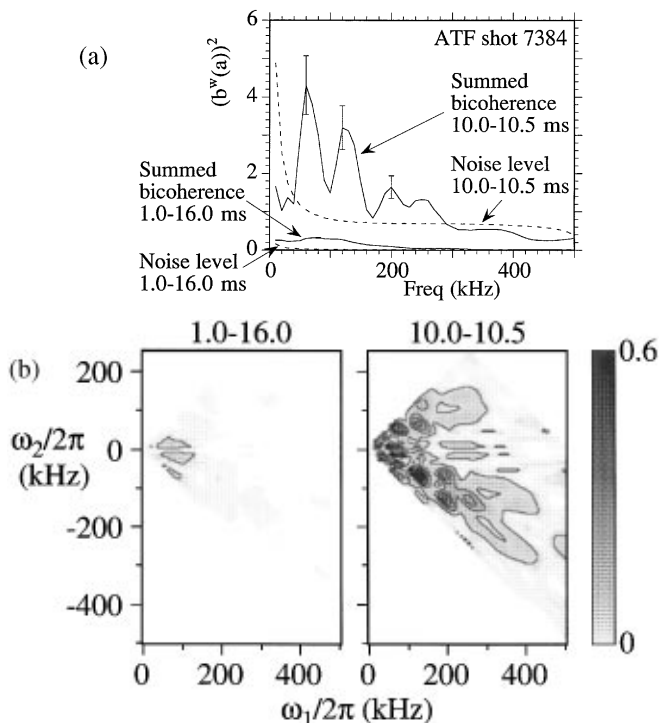 (a)
(b^w(a))^2
6
4
2
0
ATF shot 7384
Summed
bicoherence
10.0-10.5 ms
Noise level
10.0-10.5 ms
Summed
bicoherence
1.0-16.0 ms
Noise level
1.0-16.0 ms
0 200 400
Freq (kHz)
(b)
1.0-16.0 10.0-10.5
200
0
-200
-400
ω₂/2π
(kHz)
0 200 400 0 200 400
ω₁/2π (kHz)
0.6
0